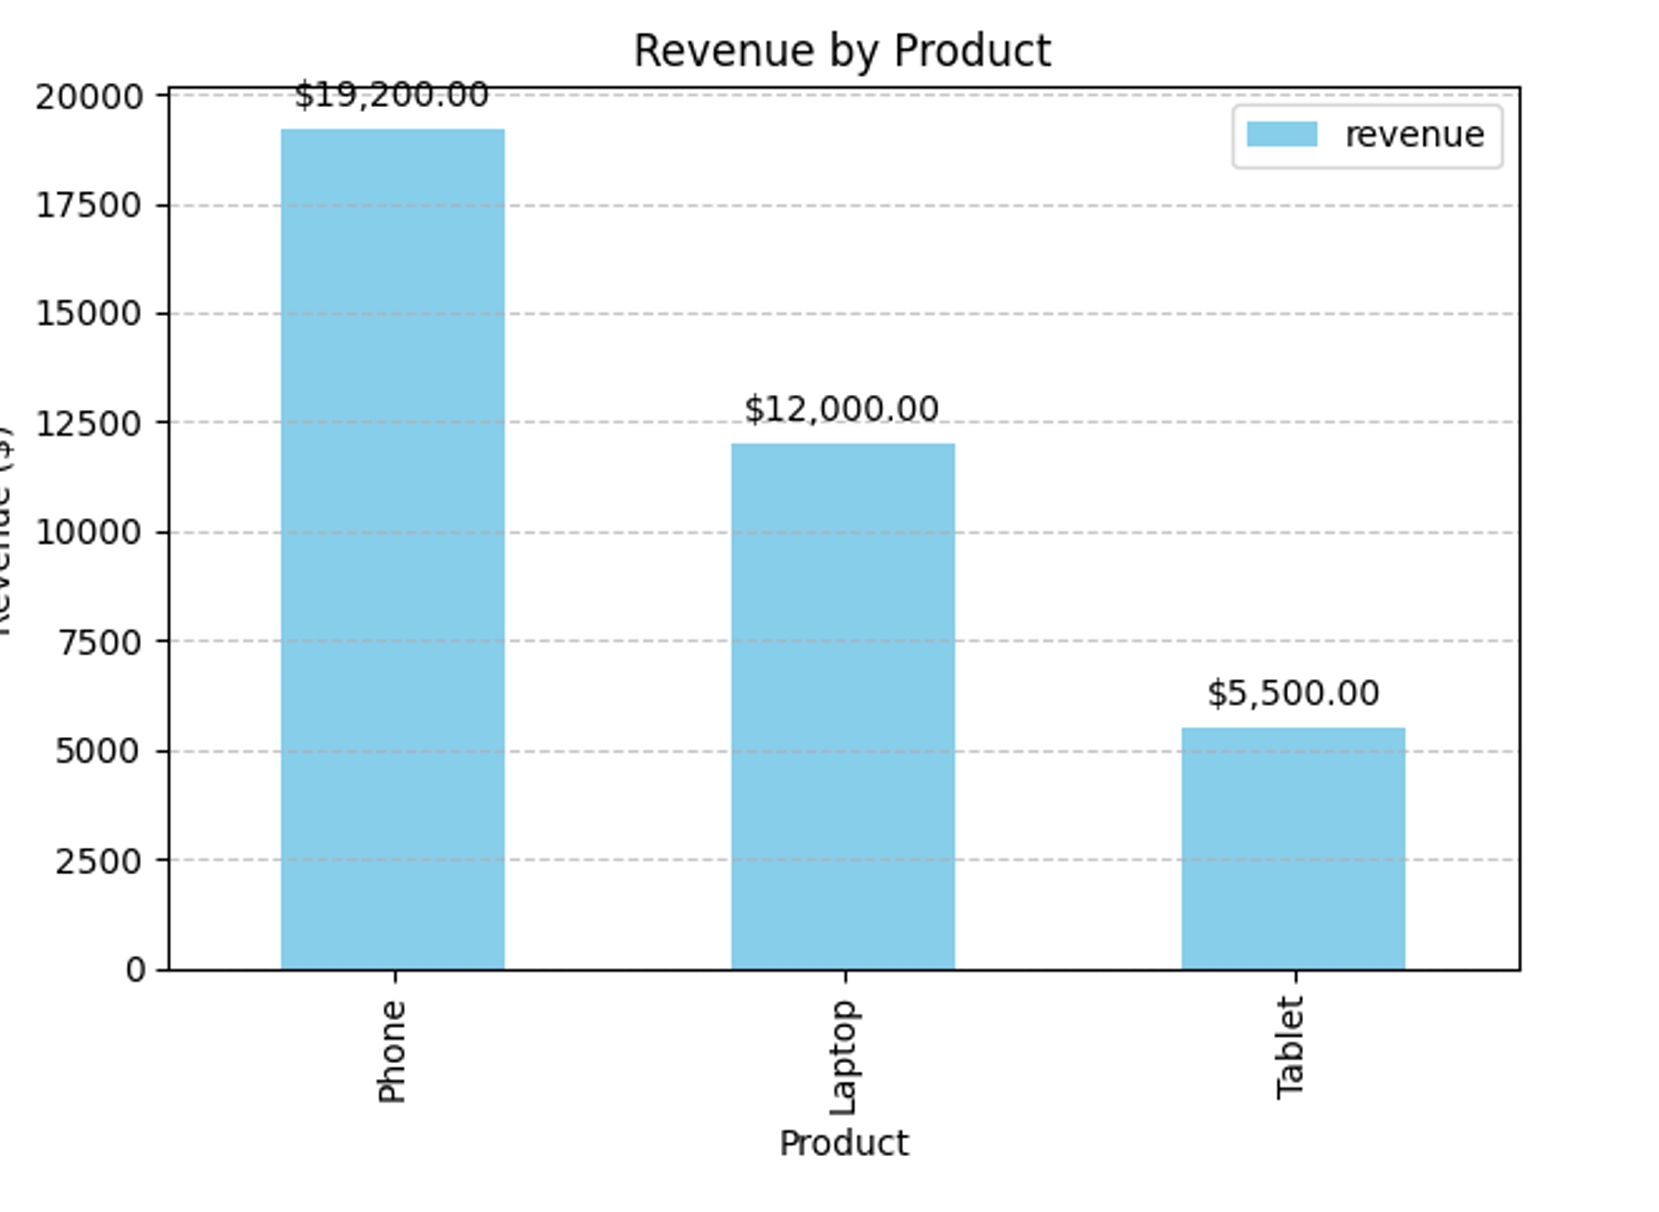 Revenue by Product
revenue
Revenue ($)
20000
17500
15000
12500
10000
7500
5000
2500
0
$19,200.00
$12,000.00
$5,500.00
Phone
Laptop
Tablet
Product